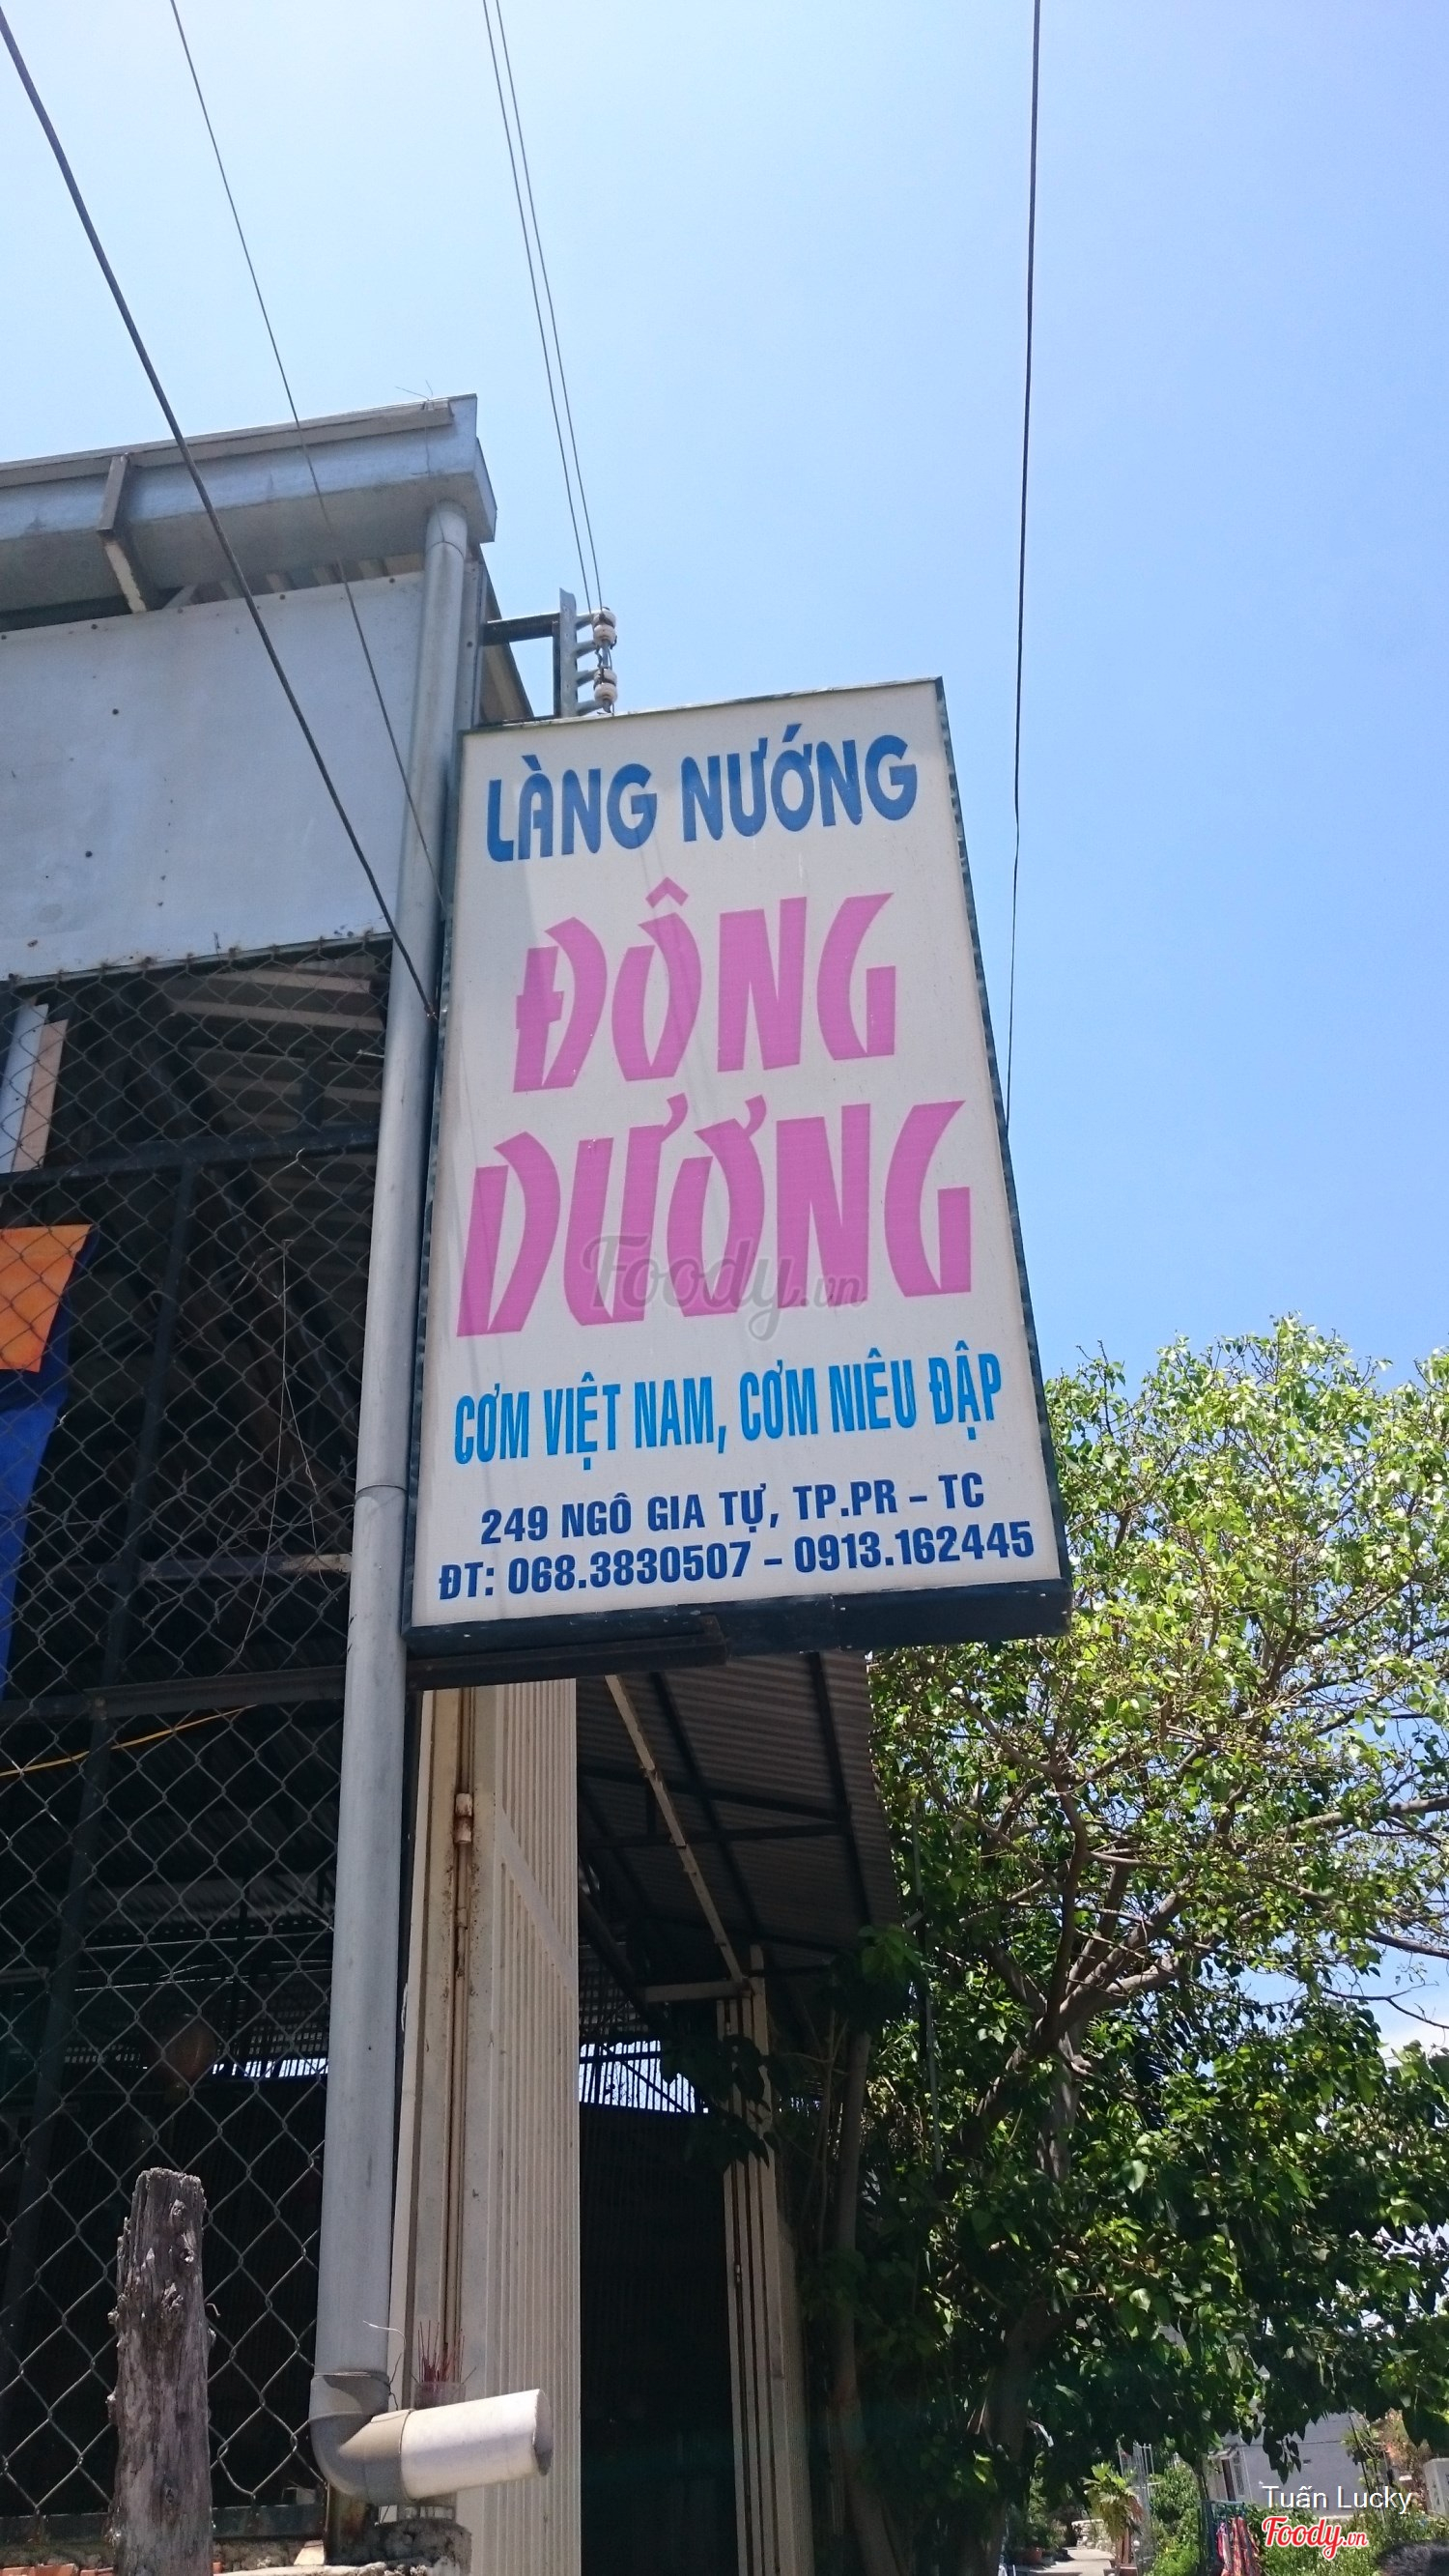 LÀNG NƯỚNG
ĐÔNG
DƯƠNG
Foody.vn
CƠM VIỆT NAM, CƠM NIÊU ĐẬP
249 NGÔ GIA TỰ, TP.PR - TC
ĐT: 068.3830507 - 0913.162445
Tuấn Lucky
Foody.vn